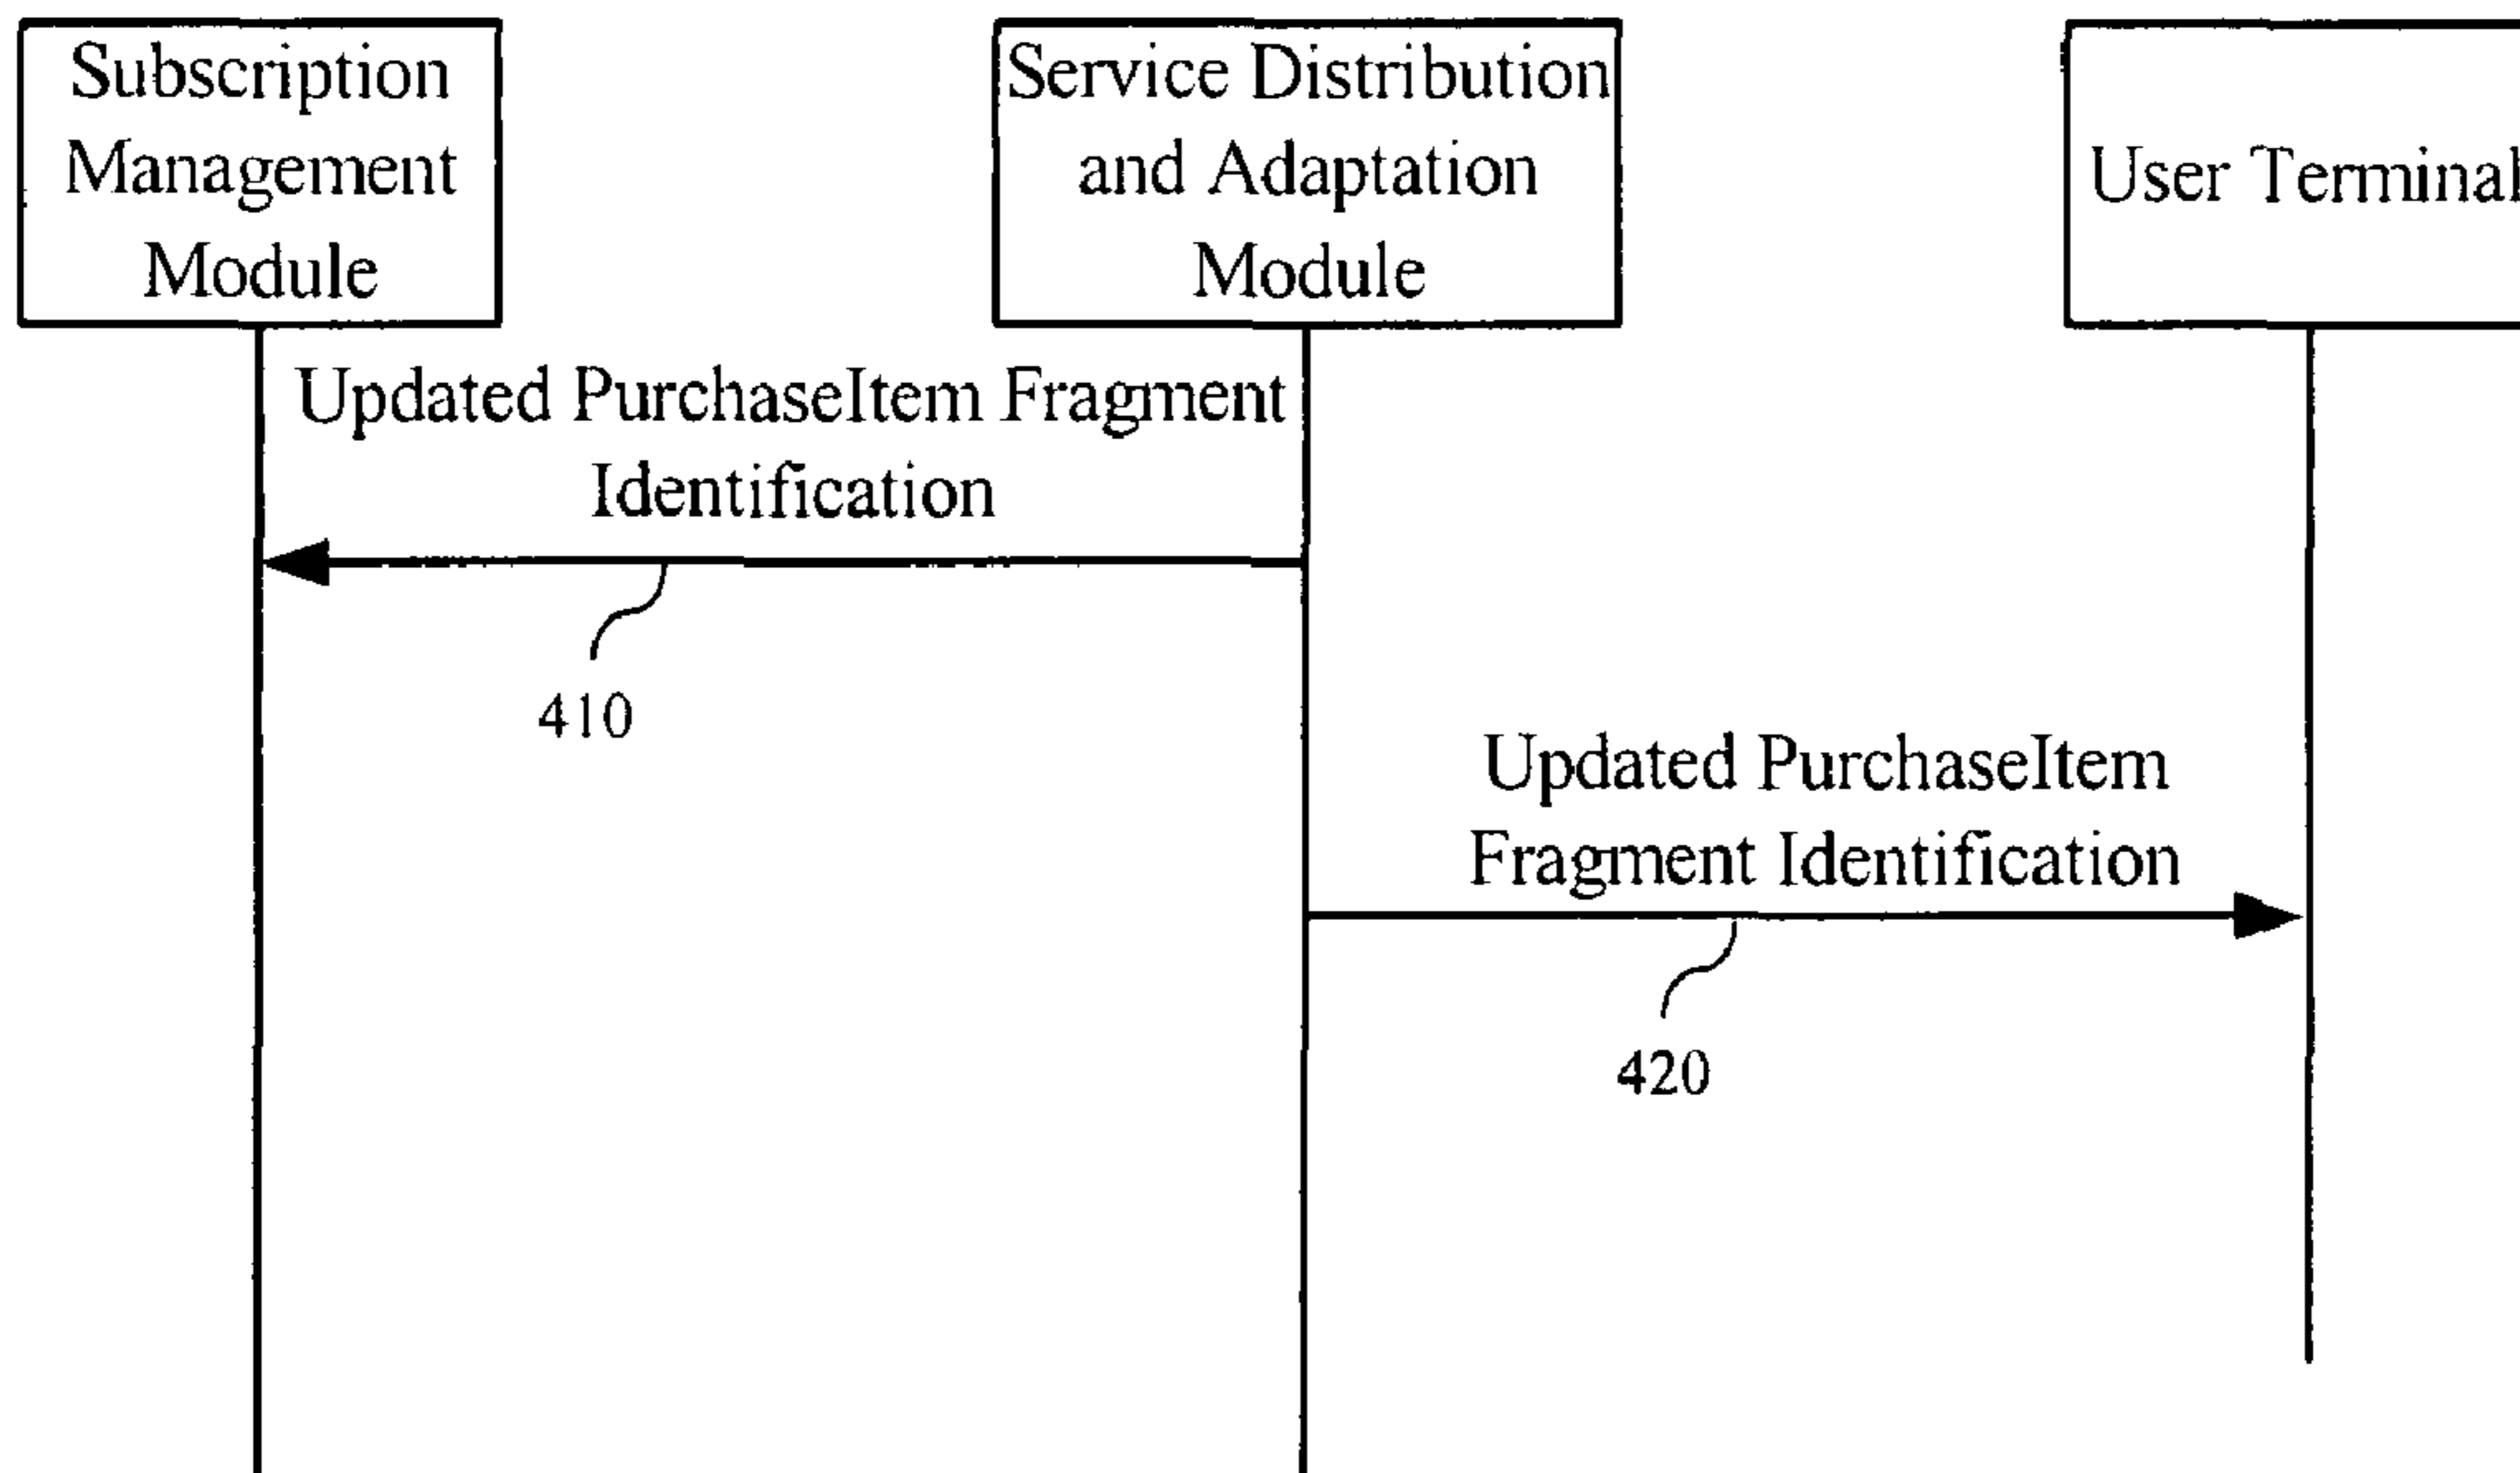 Subscription
Management
Module
Service Distribution
and Adaptation
Module
User Terminal
Updated PurchaseItem Fragment
Identification
410
Updated PurchaseItem
Fragment Identification
420